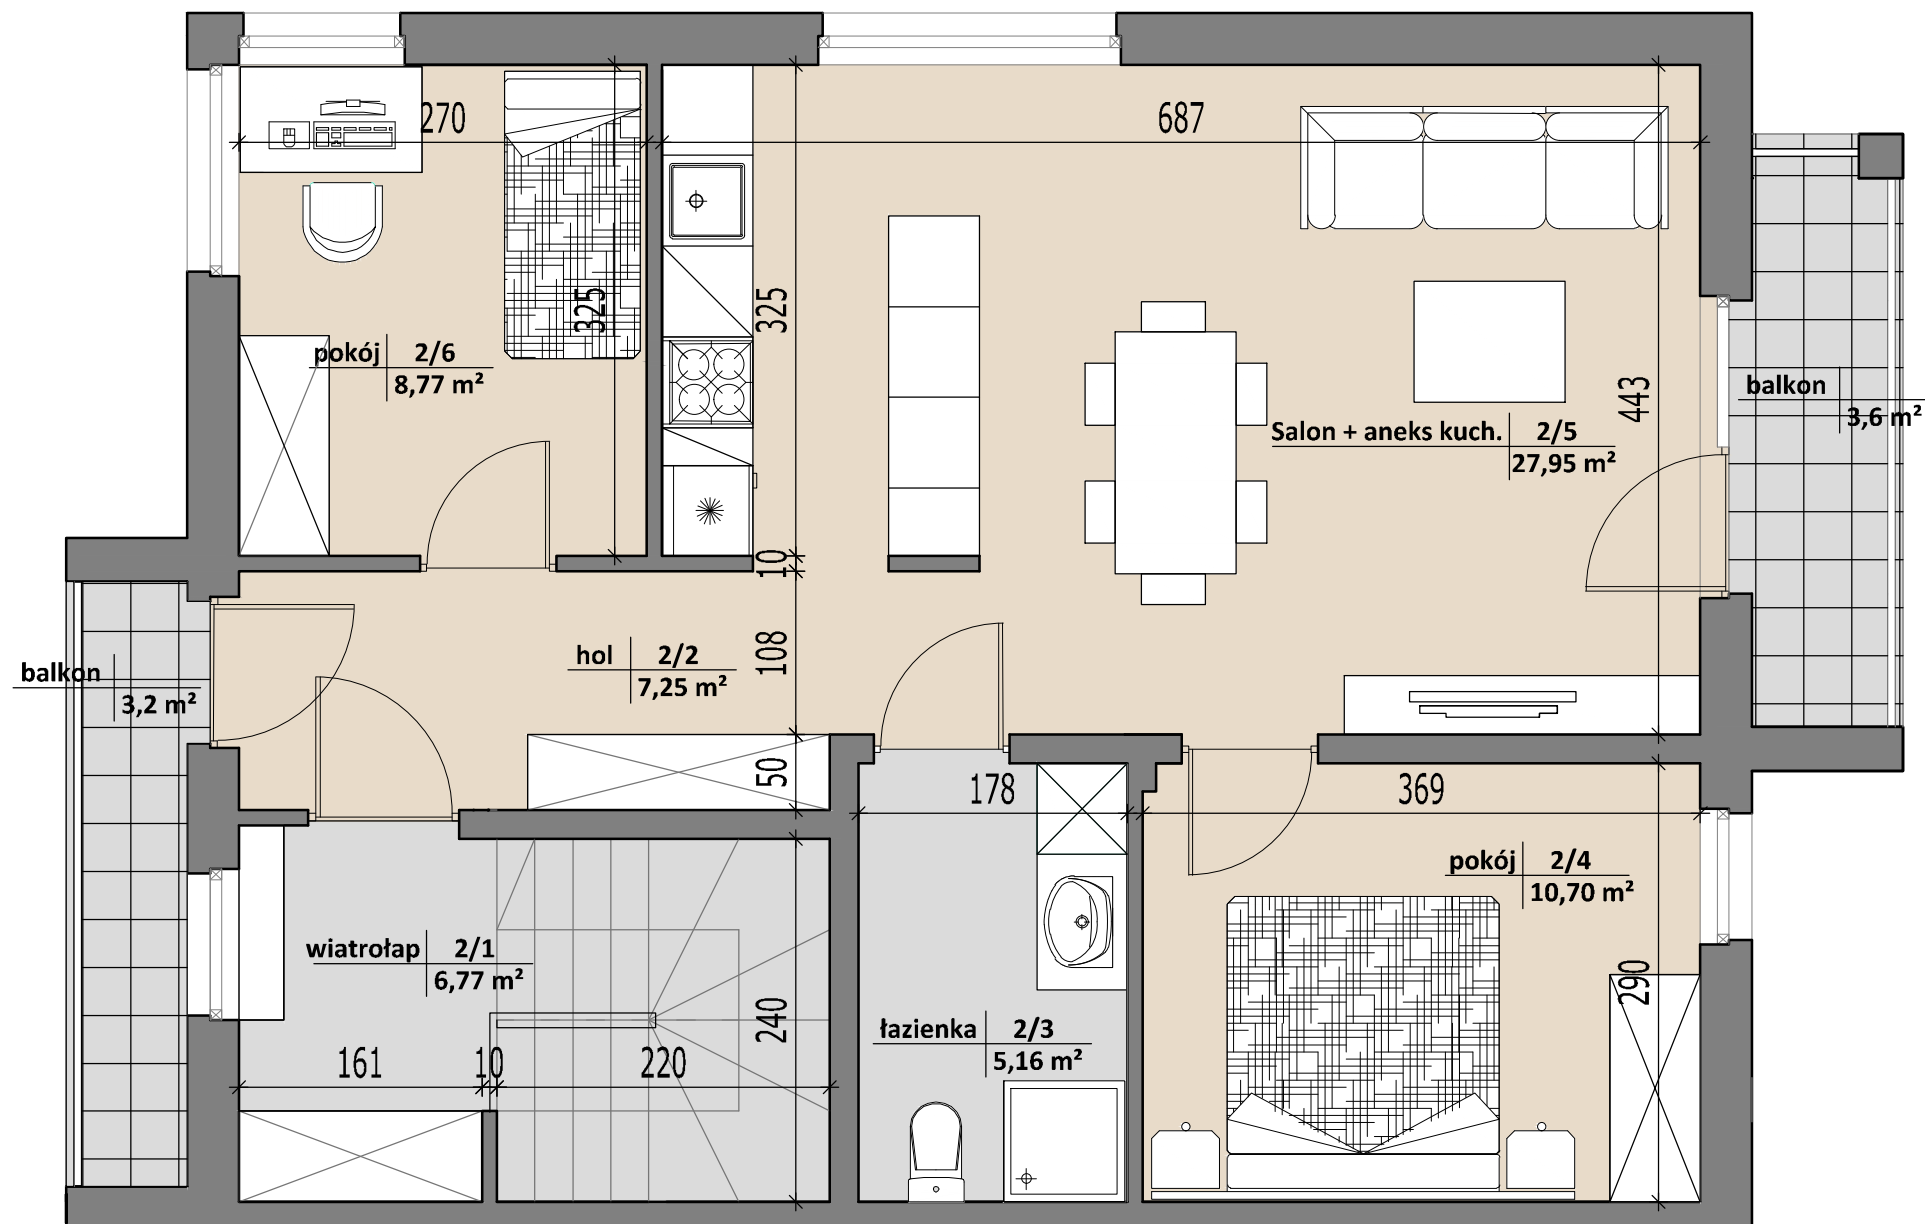 270
687
325
325
pokój 2/6
8,77 m²
443
balkon
3,6 m²
Salon + aneks kuch. 2/5
27,95 m²
10
hol 2/2
7,25 m²
108
balkon
3,2 m²
50
178
369
pokój 2/4
10,70 m²
wiatrołap 2/1
6,77 m²
290
240
łazienka 2/3
5,16 m²
161
10
220